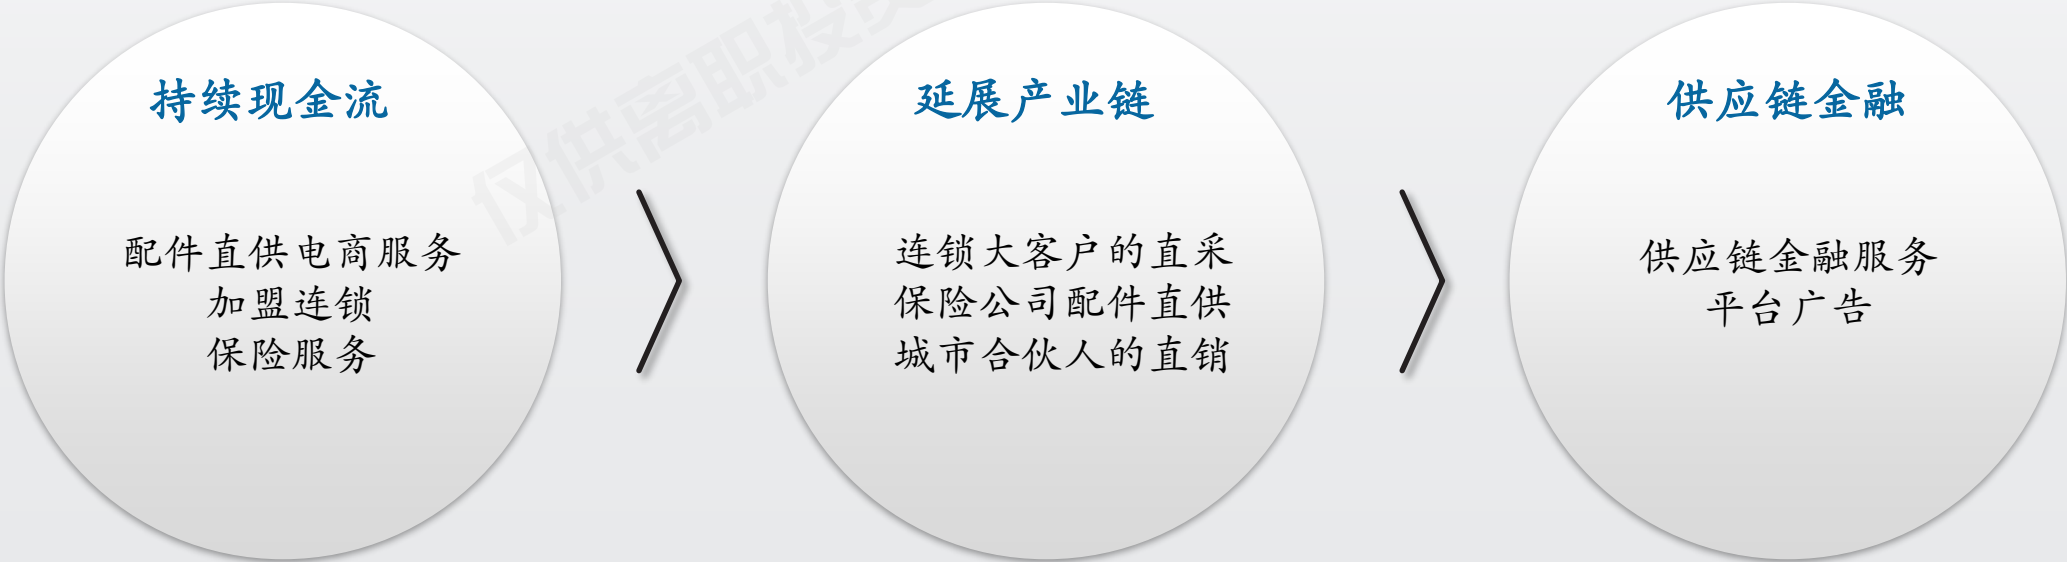 持续现金流
配件直供电商服务
加盟连锁
保险服务
延展产业链
连锁大客户的直采
保险公司配件直供
城市合伙人的直销
供应链金融
供应链金融服务
平台广告
仅供离职投